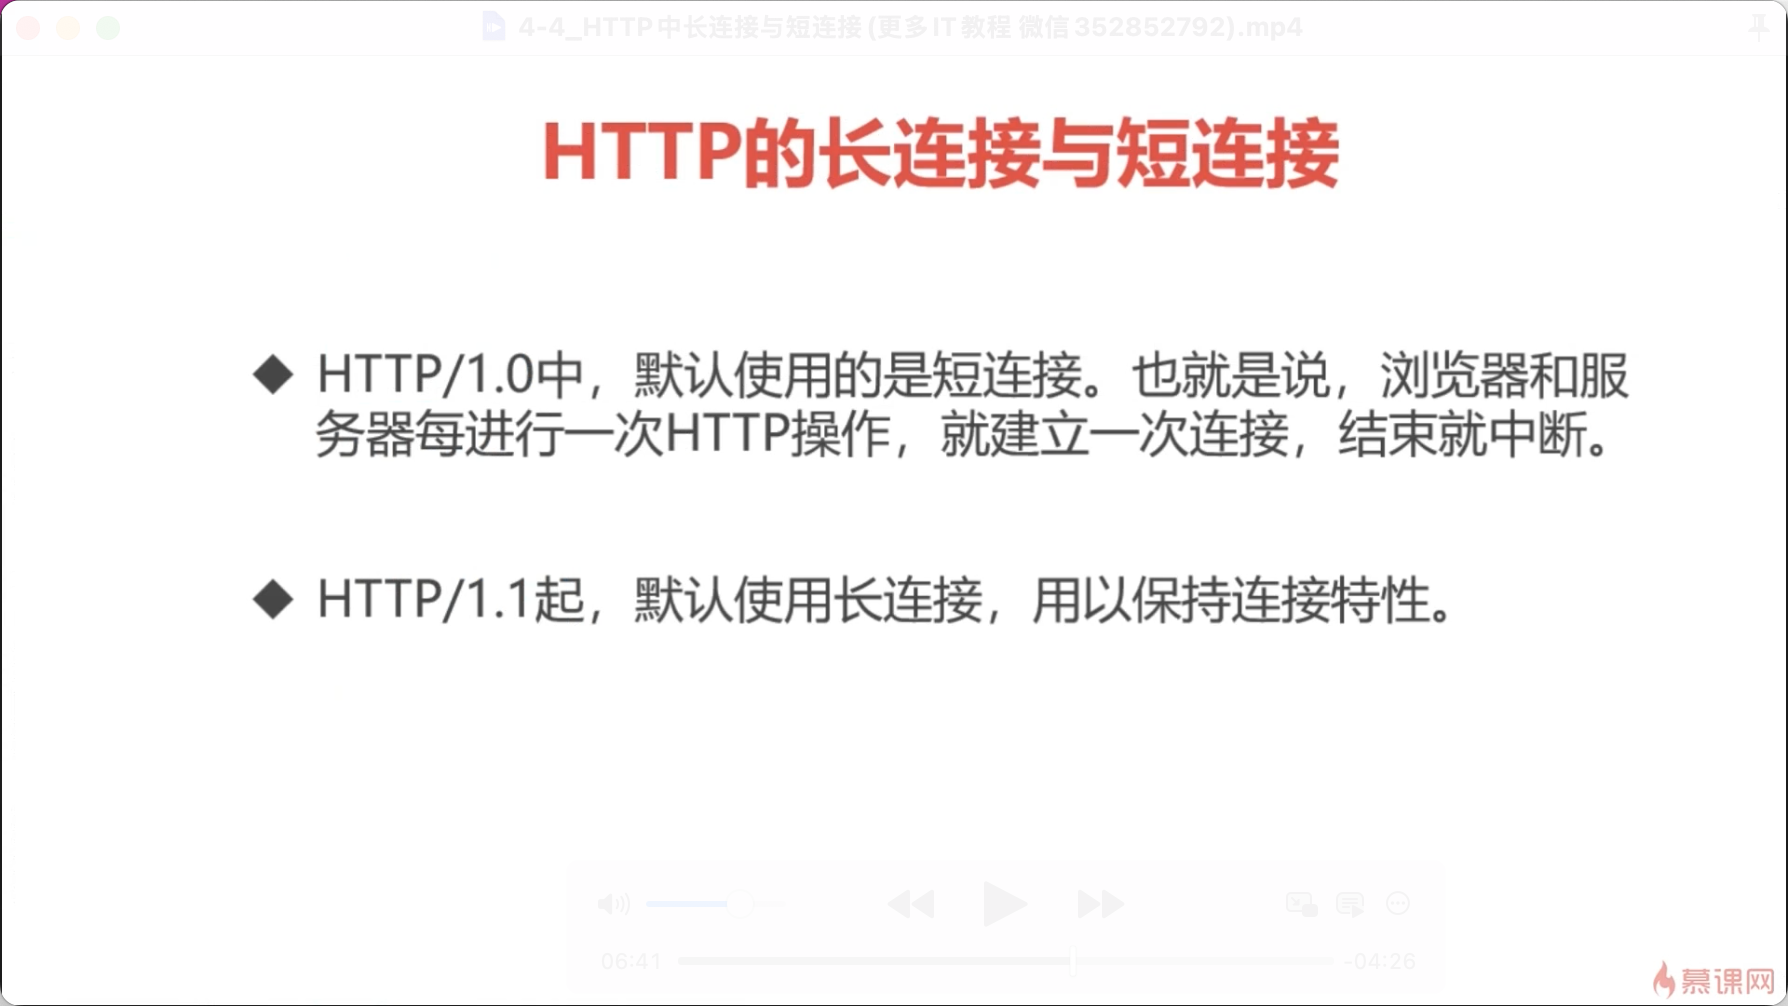 4-4_HTTP中长连接与短连接(更多IT教程 微信352852792).mp4
HTTP的长连接与短连接
◆ HTTP/1.0中，默认使用的是短连接。也就是说，浏览器和服
务器每进行一次HTTP操作，就建立一次连接，结束就中断。
◆ HTTP/1.1起，默认使用长连接，用以保持连接特性。
06:41
-04:26
慕课网